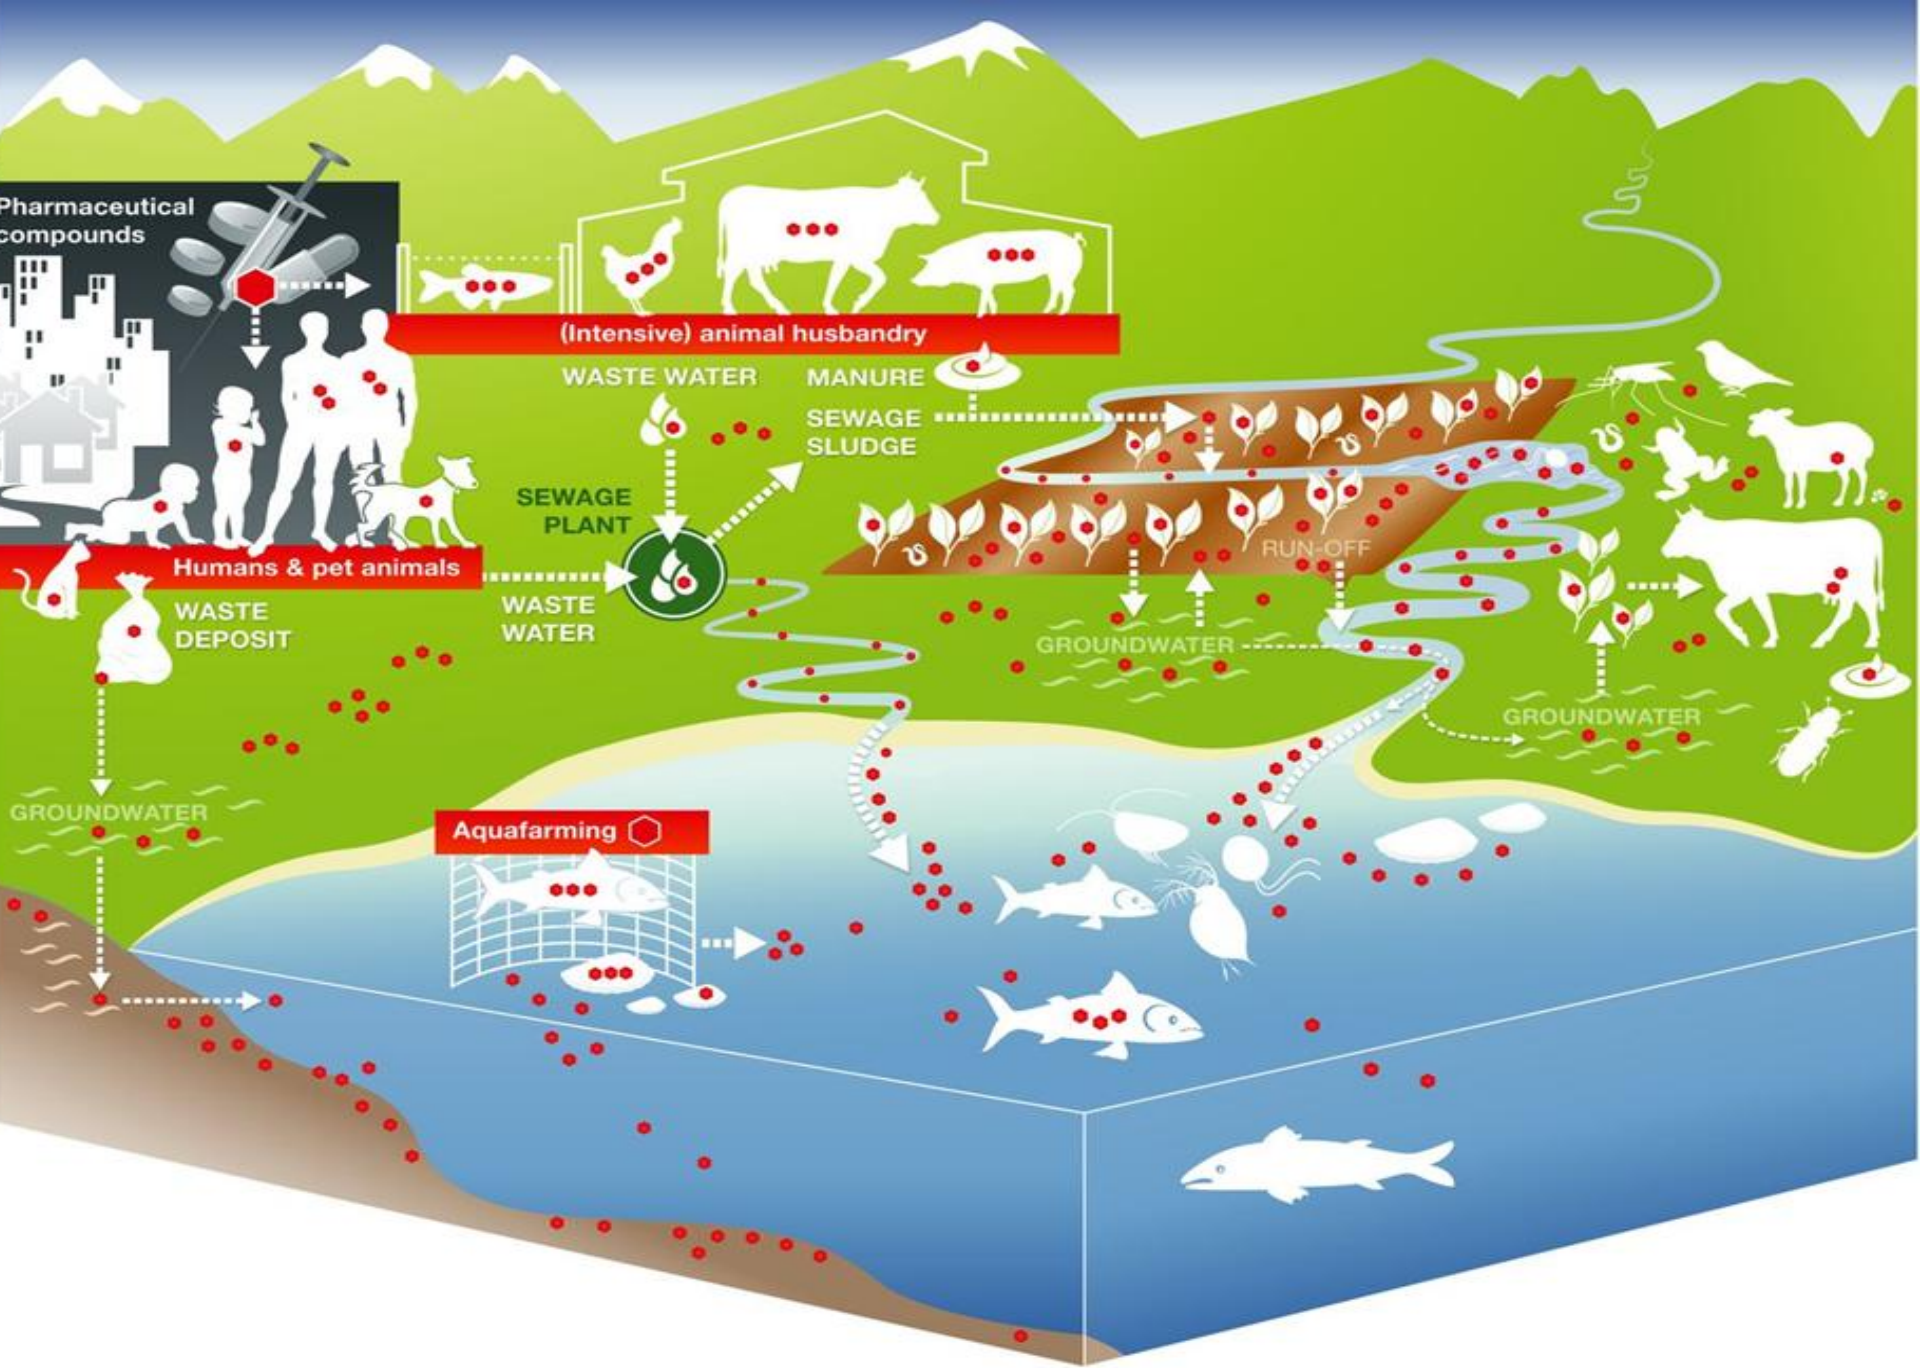 Pharmaceutical
compounds
(Intensive) animal husbandry
WASTE WATER
MANURE
SEWAGE
SLUDGE
SEWAGE
PLANT
Humans & pet animals
WASTE
DEPOSIT
WASTE
WATER
RUN-OFF
GROUNDWATER
GROUNDWATER
GROUNDWATER
Aquafarming